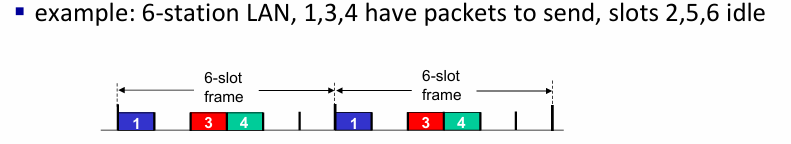 ▪ example: 6-station LAN, 1,3,4 have packets to send, slots 2,5,6 idle
6-slot
frame
6-slot
frame
1 3 4 1 3 4